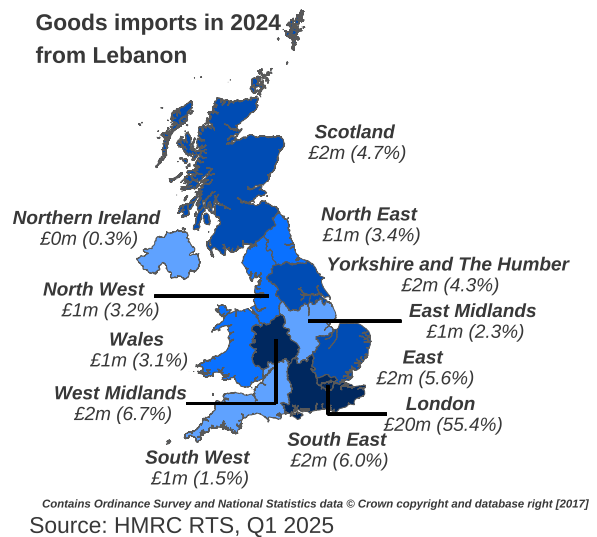 Goods imports in 2024
from Lebanon
Scotland
£2m (4.7%)
Northern Ireland
£0m (0.3%)
North East
£1m (3.4%)
Yorkshire and The Humber
£2m (4.3%)
North West
£1m (3.2%)
East Midlands
£1m (2.3%)
Wales
£1m (3.1%)
East
£2m (5.6%)
West Midlands
£2m (6.7%)
London
£20m (55.4%)
South East
£2m (6.0%)
South West
£1m (1.5%)
Contains Ordinance Survey and National Statistics data © Crown copyright and database right [2017]
Source: HMRC RTS, Q1 2025